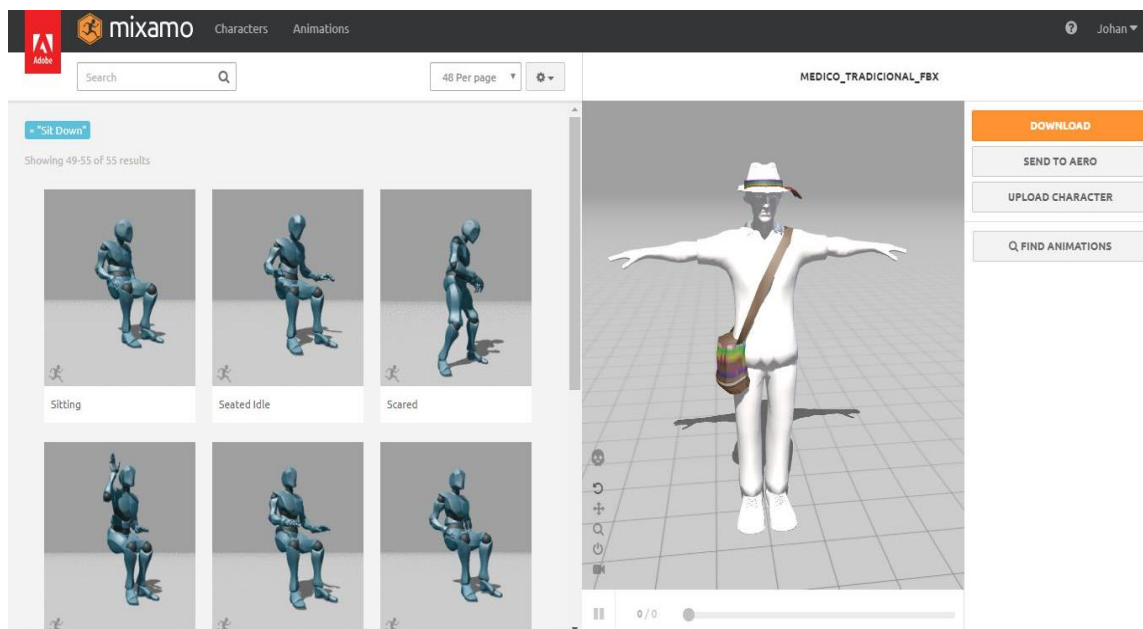 Adobe
mixamo
Characters
Animations
Johan
Search
48 Per page
MEDICO_TRADICIONAL_FBX
× "Sit Down"
Showing 49-55 of 55 results
Sitting
Seated Idle
Scared
DOWNLOAD
SEND TO AERO
UPLOAD CHARACTER
FIND ANIMATIONS
0 / 0